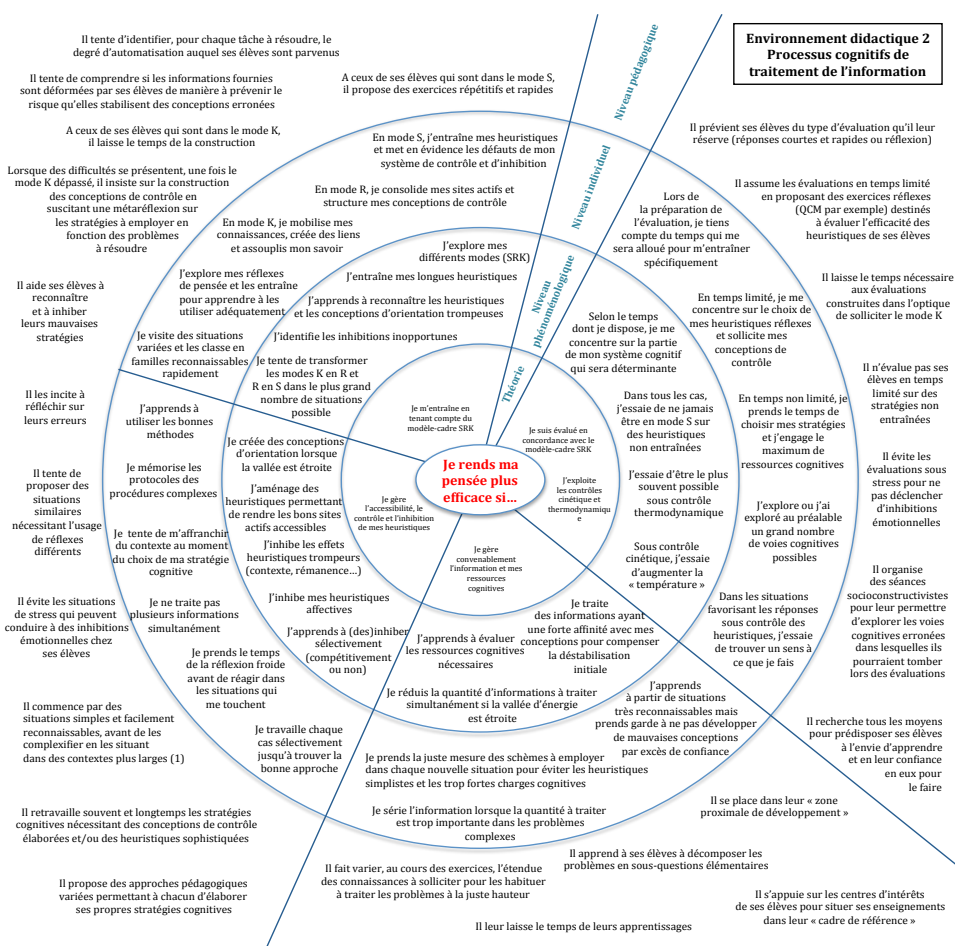 Environnement didactique 2
Processus cognitifs de
traitement de l'information
Niveau pédagogique
Niveau individuel
Niveau
phénoménologique
Théorie
Je rends ma
pensée plus
efficace si…
Il tente d'identifier, pour chaque tâche à résoudre, le
degré d'automatisation auquel ses élèves sont parvenus
Il tente de comprendre si les informations fournies
sont déformées par ses élèves de manière à prévenir le
risque qu'elles stabilisent des conceptions erronées
A ceux de ses élèves qui sont dans le mode S,
il propose des exercices répétitifs et rapides
A ceux de ses élèves qui sont dans le mode K,
il laisse le temps de la construction
Lorsque des difficultés se présentent, une fois le
mode K dépassé, il insiste sur la construction
des conceptions de contrôle en
suscitant une métaréflexion sur
les stratégies à employer en
fonction des problèmes
à résoudre
Il aide ses élèves à
reconnaître
et à inhiber
leurs mauvaises
stratégies
En mode S, j'entraîne mes heuristiques
et met en évidence les défauts de mon
système de contrôle et d'inhibition
En mode R, je consolide mes sites actifs et
structure mes conceptions de contrôle
En mode K, je mobilise mes
connaissances, créée des liens
et assouplis mon savoir
J'explore mes réflexes
de pensée et les entraîne
pour apprendre à les
utiliser adéquatement
Je visite des situations
variées et les classe en
familles reconnaissables
rapidement
J'explore mes
différents modes (SRK)
J'entraîne mes longues heuristiques
J'apprends à reconnaître les heuristiques
et les conceptions d'orientation trompeuses
J'identifie les inhibitions inopportunes
Je tente de transformer
les modes K en R et
R en S dans le plus grand
nombre de situations
possible
Je m'entraîne en
tenant compte du
modèle-cadre SRK
Il prévient ses élèves du type d'évaluation qu'il leur
réserve (réponses courtes et rapides ou réflexion)
Il assume les évaluations en temps limité
en proposant des exercices réflexes
(QCM par exemple) destinés
à évaluer l'efficacité des
heuristiques de ses élèves
Il laisse le temps nécessaire
aux évaluations
construites dans l'optique
de solliciter le mode K
Il n'évalue pas ses
élèves en temps
limité sur des
stratégies non
entraînées
Il évite les
évaluations sous
stress pour ne pas
déclencher
d'inhibitions
émotionnelles
Il organise
des séances
socioconstructivistes
pour leur permettre
d'explorer les voies
cognitives erronées
dans lesquelles ils
pourraient tomber
lors des évaluations
Lors de
la préparation de
l'évaluation, je tiens
compte du temps qui me
sera alloué pour m'entraîner
spécifiquement
En temps limité, je me
concentre sur le choix de
mes heuristiques réflexes
et sollicite mes
conceptions de
contrôle
En temps non limité, je
prends le temps de
choisir mes stratégies
et j'engage le
maximum de
ressources cognitives
J'explore ou j'ai
exploré au préalable
un grand nombre
de voies cognitives
possibles
Dans les situations
favorisant les réponses
sous contrôle des
heuristiques, j'essaie
de trouver un sens à
ce que je fais
Selon le temps
dont je dispose, je me
concentre sur la partie
de mon système cognitif
qui sera déterminante
Dans tous les cas,
j'essaie de ne jamais
être en mode S sur
des heuristiques
non entraînées
J'essaie d'être le plus
souvent possible
sous contrôle
thermodynamique
Sous contrôle
cinétique, j'essaie
d'augmenter la
« température »
Je suis évalué en
concordance avec le
modèle-cadre SRK
J'exploite
les contrôles
cinétique et
thermodynamiqu
e
Il les incite à
réfléchir sur
leurs erreurs
Il tente de
proposer des
situations
similaires
nécessitant l'usage
de réflexes
différents
Il évite les situations
de stress qui peuvent
conduire à des inhibitions
émotionnelles chez
ses élèves
Il commence par des
situations simples et facilement
reconnaissables, avant de les
complexifier en les situant
dans des contextes plus larges (1)
Il retravaille souvent et longtemps les stratégies
cognitives nécessitant des conceptions de contrôle
élaborées et/ou des heuristiques sophistiquées
Il propose des approches pédagogiques
variées permettant à chacun d'élaborer
ses propres stratégies cognitives
J'apprends à
utiliser les bonnes
méthodes
Je mémorise les
protocoles des
procédures complexes
Je tente de m'affranchir
du contexte au moment
du choix de ma stratégie
cognitive
Je ne traite pas
plusieurs informations
simultanément
Je prends le temps
de la réflexion froide
avant de réagir dans
les situations qui
me touchent
Je travaille chaque
cas sélectivement
jusqu'à trouver la
bonne approche
Je créée des conceptions
d'orientation lorsque
la vallée est étroite
J'aménage des
heuristiques permettant
de rendre les bons sites
actifs accessibles
J'inhibe les effets
heuristiques trompeurs
(contexte, rémanence…)
J'inhibe mes heuristiques
affectives
J'apprends à (des)inhiber
sélectivement
(compétitivement
ou non)
Je gère
l'accessibilité, le
contrôle et l'inhibition
de mes heuristiques
Je gère
convenablement
l'information et mes
ressources
cognitives
Je traite
des informations ayant
une forte affinité avec mes
conceptions pour compenser
la déstabilisation
initiale
J'apprends à évaluer
les ressources cognitives
nécessaires
Je réduis la quantité d'informations à traiter
simultanément si la vallée d'énergie
est étroite
J'apprends
à partir de situations
très reconnaissables mais
prends garde à ne pas développer
de mauvaises conceptions
par excès de confiance
Je prends la juste mesure des schèmes à employer
dans chaque nouvelle situation pour éviter les heuristiques
simplistes et les trop fortes charges cognitives
Je série l'information lorsque la quantité à traiter
est trop importante dans les problèmes
complexes
Il recherche tous les moyens
pour prédisposer ses élèves
à l'envie d'apprendre
et en leur confiance
en eux pour
le faire
Il se place dans leur « zone
proximale de développement »
Il apprend à ses élèves à décomposer les
problèmes en sous-questions élémentaires
Il fait varier, au cours des exercices, l'étendue
des connaissances à solliciter pour les habituer
à traiter les problèmes à la juste hauteur
Il s'appuie sur les centres d'intérêts
de ses élèves pour situer ses enseignements
dans leur « cadre de référence »
Il leur laisse le temps de leurs apprentissages